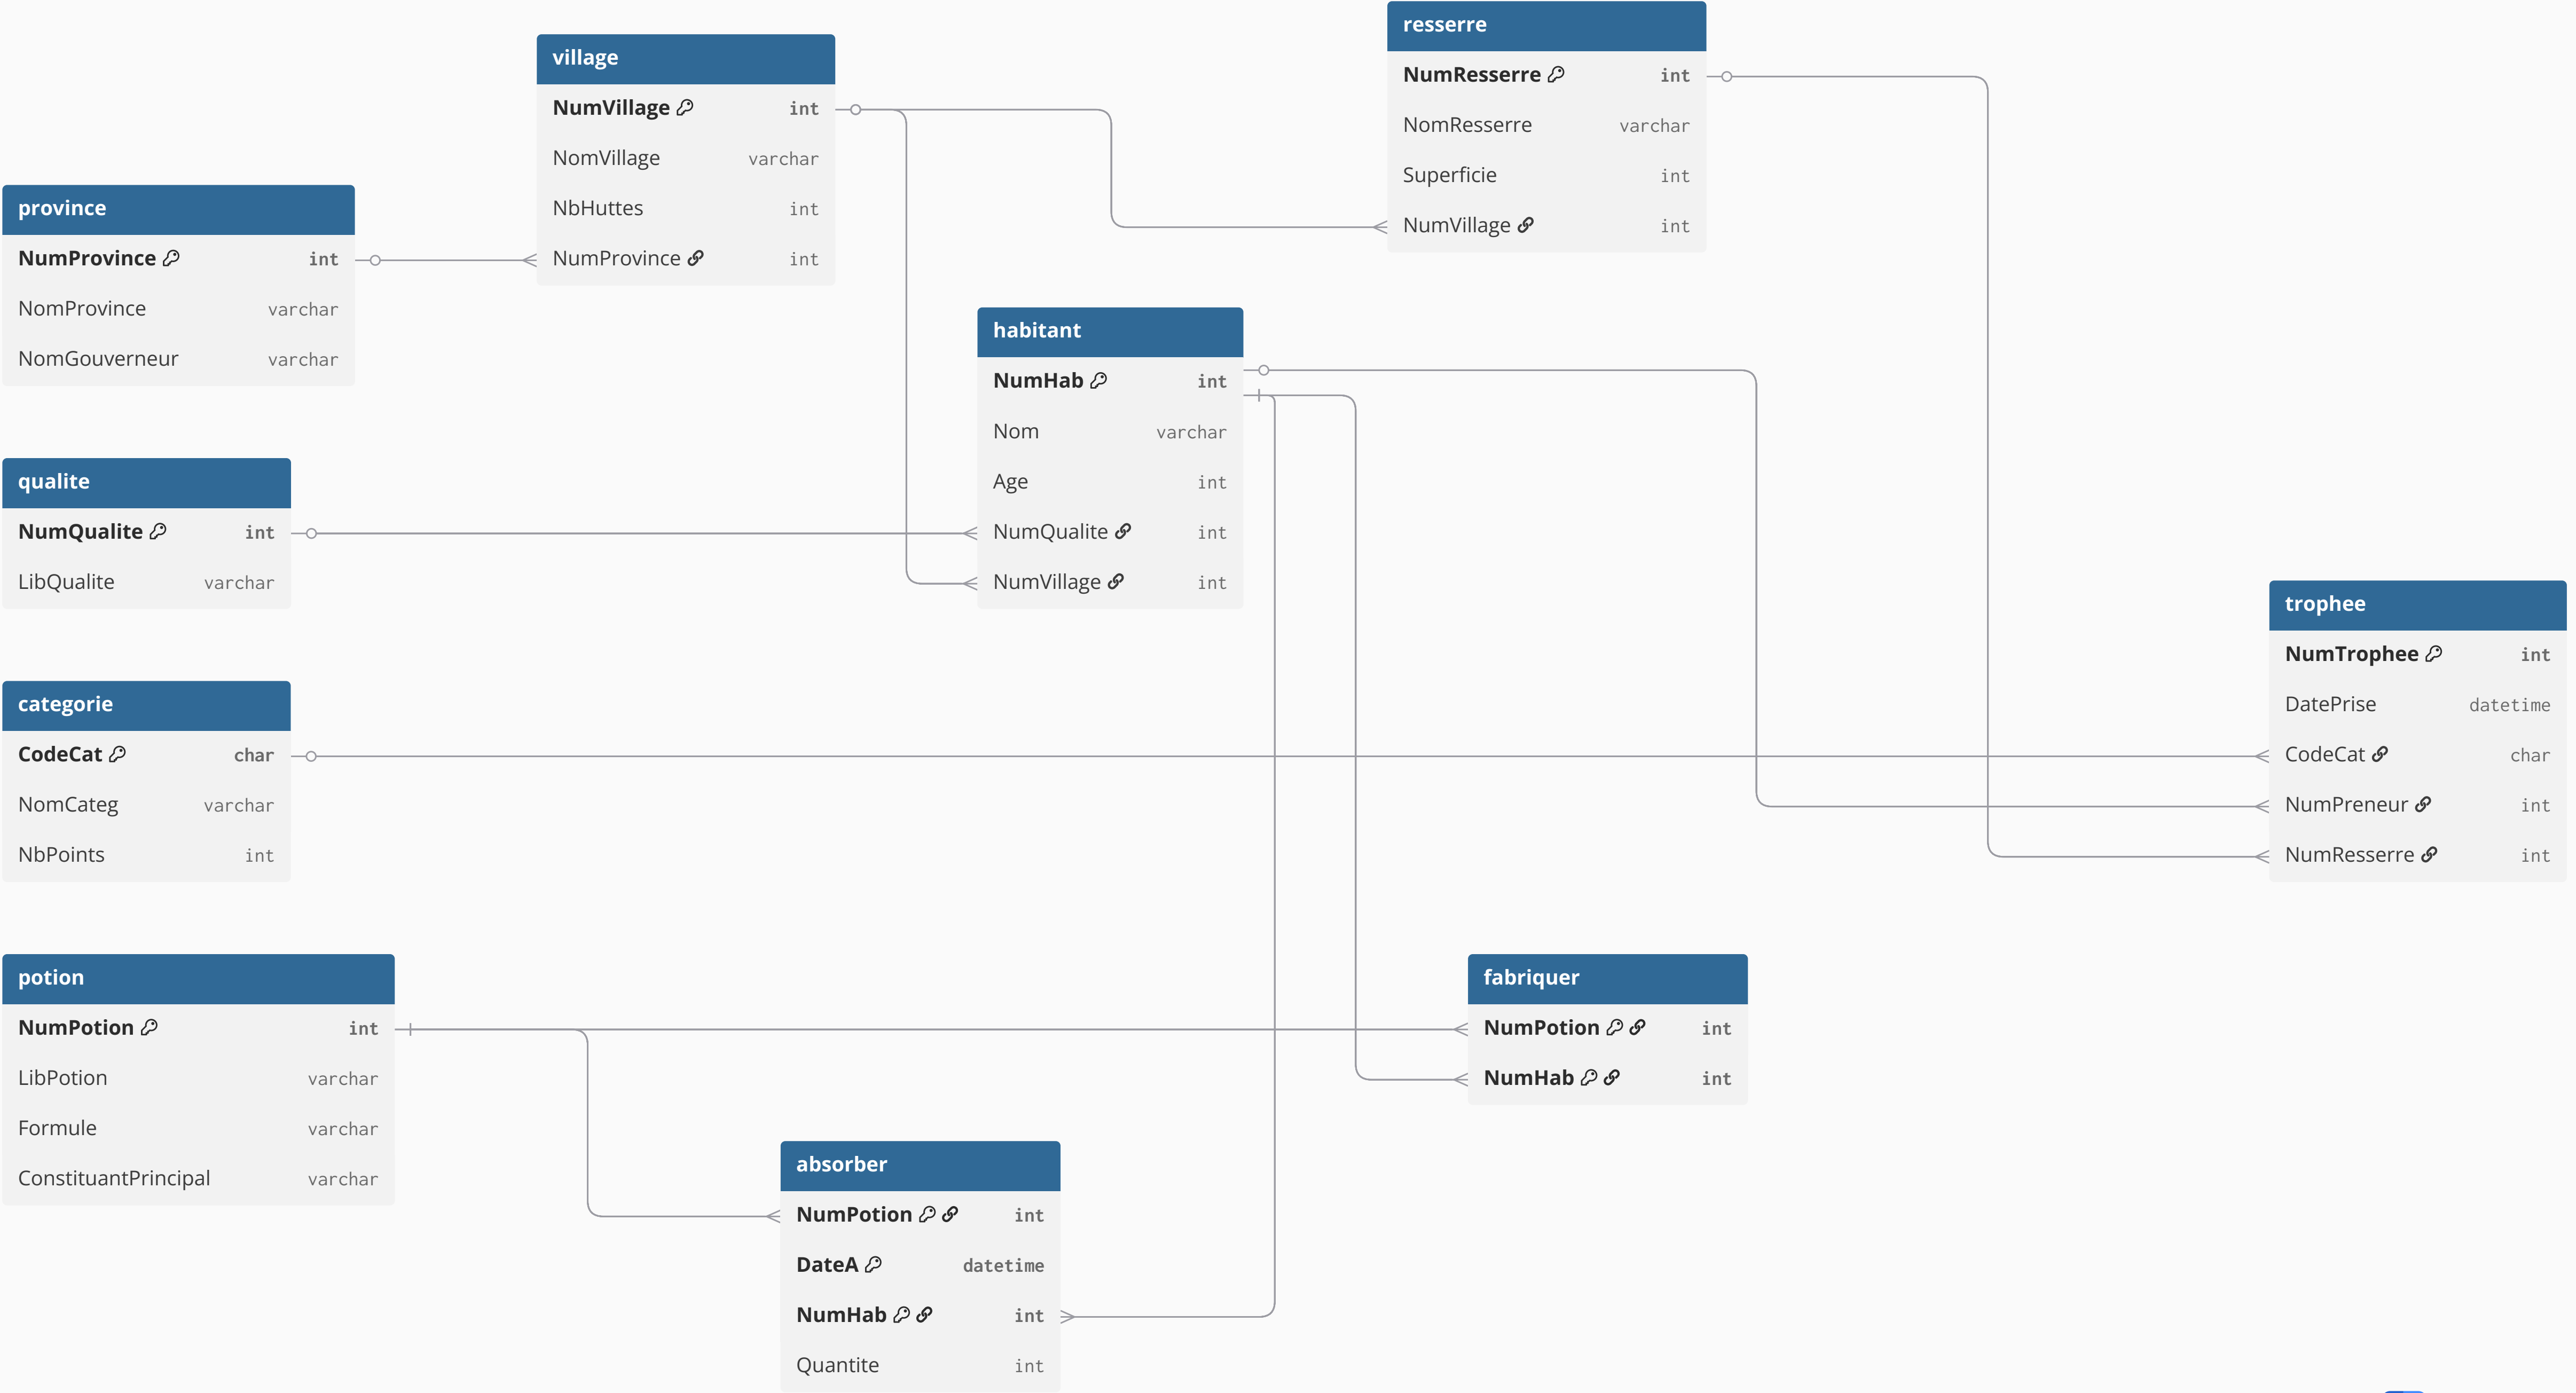 province
NumProvince int
NomProvince varchar
NomGouverneur varchar
village
NumVillage int
NomVillage varchar
NbHuttes int
NumProvince int
resserre
NumResserre int
NomResserre varchar
Superficie int
NumVillage int
habitant
NumHab int
Nom varchar
Age int
NumQualite int
NumVillage int
qualite
NumQualite int
LibQualite varchar
categorie
CodeCat char
NomCateg varchar
NbPoints int
trophee
NumTrophee int
DatePrise datetime
CodeCat char
NumPreneur int
NumResserre int
potion
NumPotion int
LibPotion varchar
Formule varchar
ConstituantPrincipal varchar
fabriquer
NumPotion int
NumHab int
absorber
NumPotion int
DateA datetime
NumHab int
Quantite int